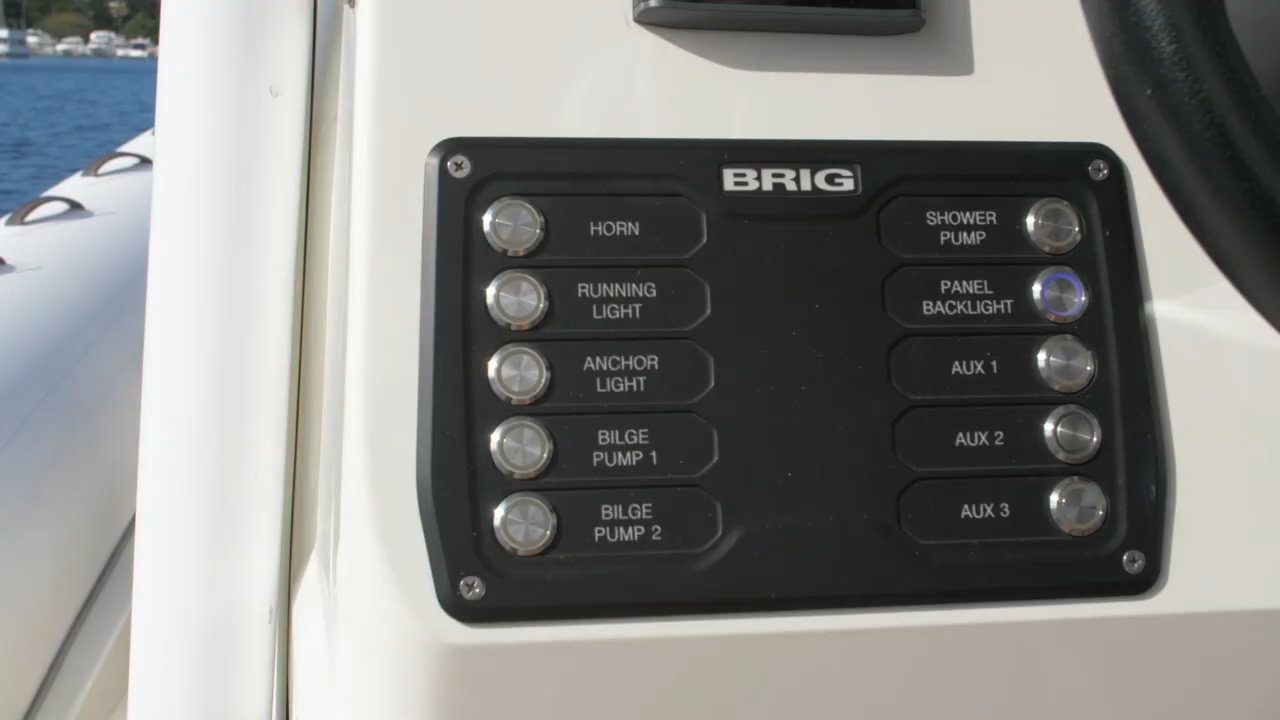 BRIG
HORN
RUNNING
LIGHT
ANCHOR
LIGHT
BILGE
PUMP 1
BILGE
PUMP 2
SHOWER
PUMP
PANEL
BACKLIGHT
AUX 1
AUX 2
AUX 3